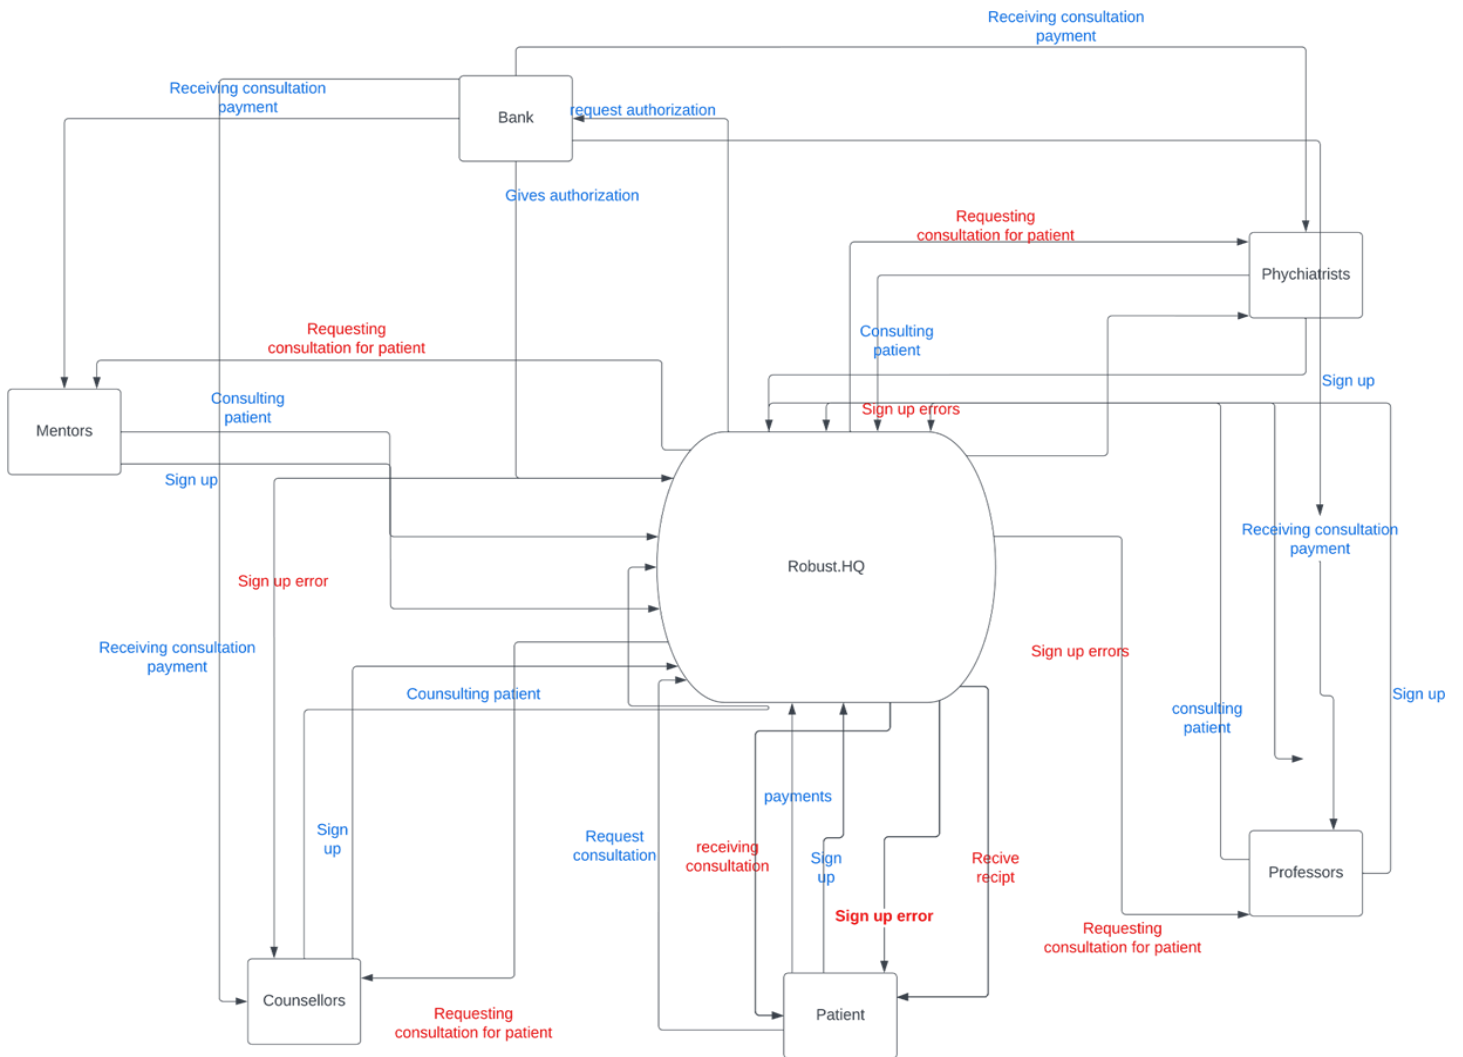 Receiving consultation
payment
Receiving consultation
payment
Bank
request authorization
Gives authorization
Requesting
consultation for patient
Phychiatrists
Requesting
consultation for patient
Consulting
patient
Sign up
Mentors
Consulting
patient
Sign up errors
Sign up
Receiving consultation
payment
Robust.HQ
Sign up error
Receiving consultation
payment
Sign up errors
Counsulting patient
Sign up
consulting
patient
payments
Sign
up
Request
consultation
receiving
consultation
Sign
up
Recive
recipt
Professors
Sign up error
Requesting
consultation for patient
Counsellors
Requesting
consultation for patient
Patient